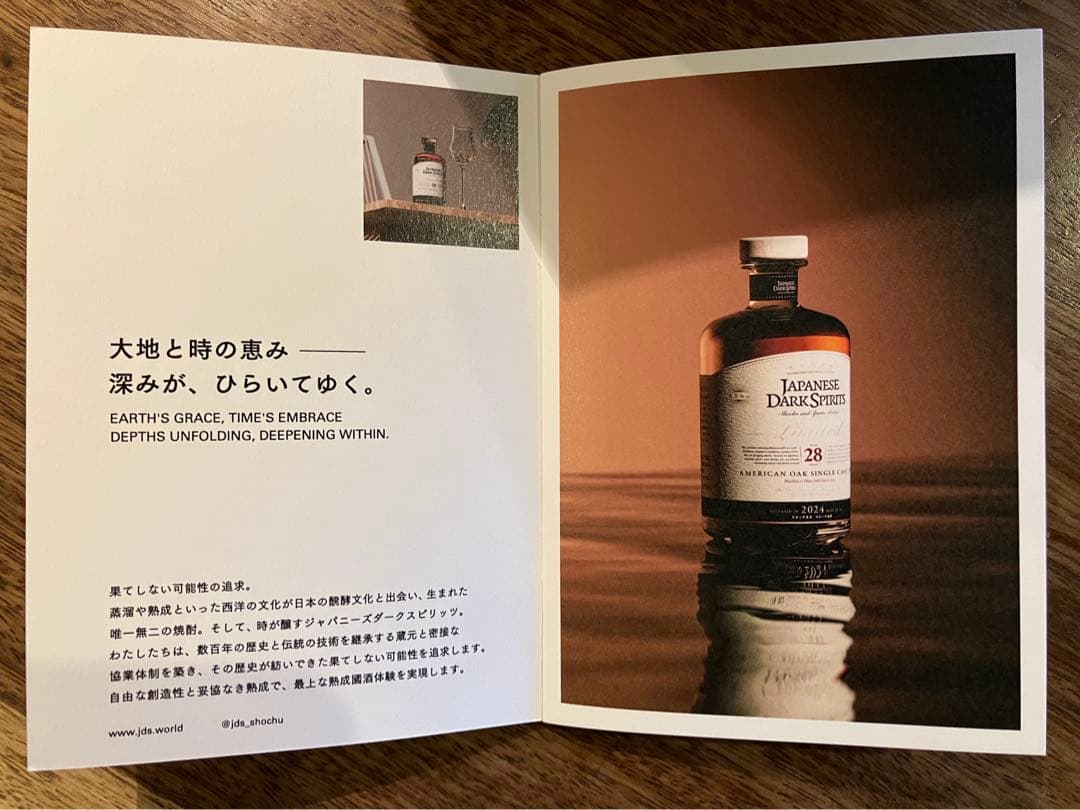 大地と時の恵み ───
深みが、ひらいてゆく。
EARTH'S GRACE, TIME'S EMBRACE
DEPTHS UNFOLDING, DEEPENING WITHIN.
果てしない可能性の追求。
蒸溜や熟成といった西洋の文化が日本の醗酵文化と出会い、生まれた
唯一無二の焼酎。そして、時が醸すジャパニーズダークスピリッツ。
わたしたちは、数百年の歴史と伝統の技術を継承する蔵元と密接な
協業体制を築き、その歴史が紡いできた果てしない可能性を追求します。
自由な創造性と妥協なき熟成で、最上な熟成國酒体験を実現します。
www.jds.world @jds_shochu
JAPANESE
DARK SPIRITS
JAPANESE
DARK SPIRITS
Limited
28
AMERICAN OAK SINGLE
2024